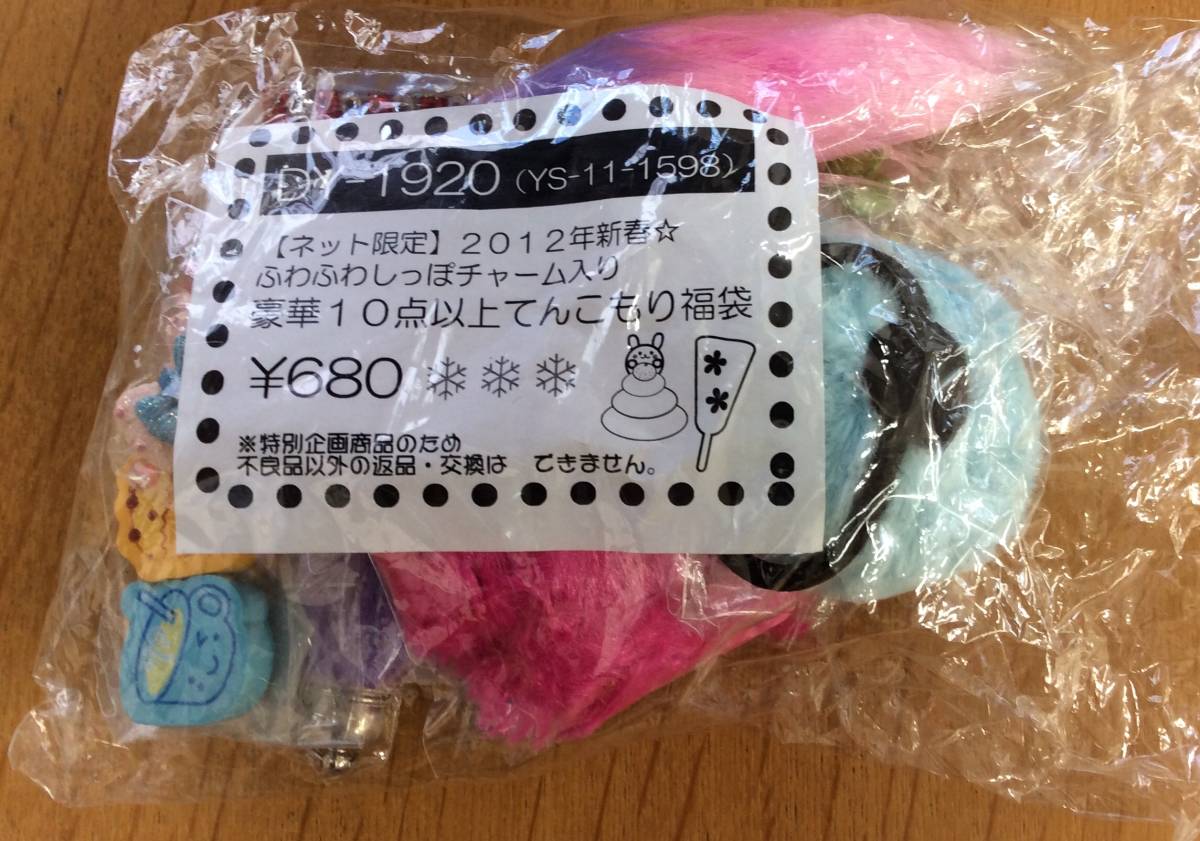 DY-1920 (YS-11-1598)
【ネット限定】2012年新春☆
ふわふわしっぽチャーム入り
豪華10点以上てんこもり福袋
¥680
※特別企画商品のため
不良品以外の返品・交換は できません。